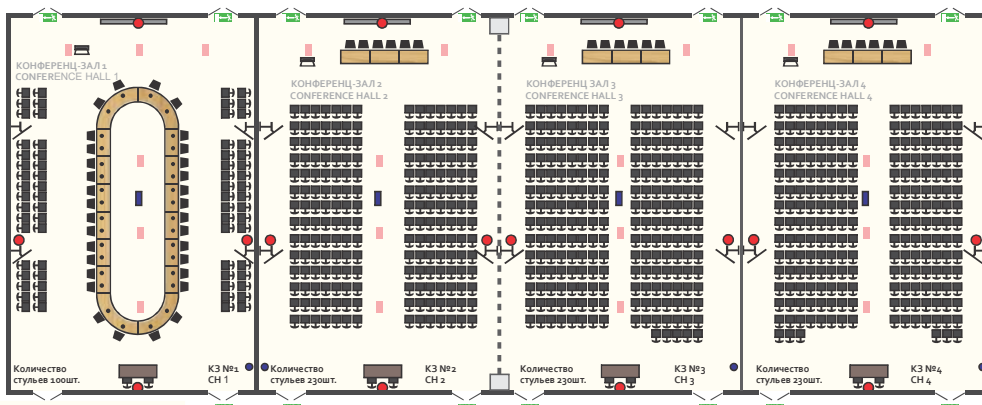 КОНФЕРЕНЦ-ЗАЛ 1
CONFERENCE HALL 1
КОНФЕРЕНЦ-ЗАЛ 2
CONFERENCE HALL 2
КОНФЕРЕНЦ-ЗАЛ 3
CONFERENCE HALL 3
КОНФЕРЕНЦ-ЗАЛ 4
CONFERENCE HALL 4
Количество
стульев 100шт.
КЗ №1
CH 1
Количество
стульев 230шт.
КЗ №2
CH 2
Количество
стульев 230шт.
КЗ №3
CH 3
Количество
стульев 230шт.
КЗ №4
CH 4